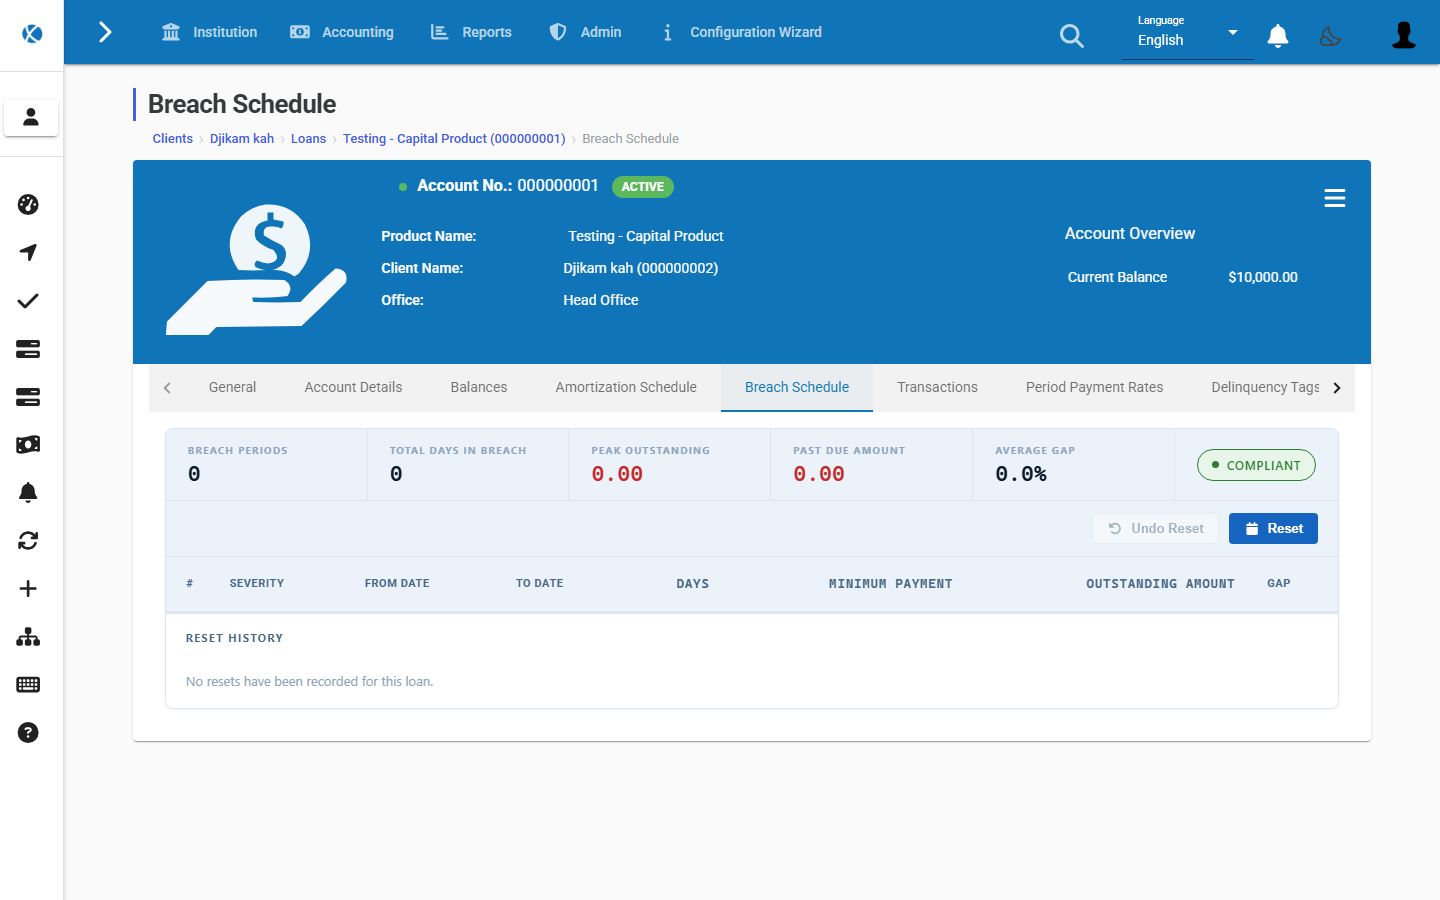 Institution
Accounting
Reports
Admin
Configuration Wizard
Language
English
Breach Schedule
Clients › Djikam kah › Loans › Testing - Capital Product (000000001) › Breach Schedule
Account No.: 000000001 ACTIVE
Product Name: Testing - Capital Product
Client Name: Djikam kah (000000002)
Office: Head Office
Account Overview
Current Balance $10,000.00
General
Account Details
Balances
Amortization Schedule
Breach Schedule
Transactions
Period Payment Rates
Delinquency Tags
BREACH PERIODS
0
TOTAL DAYS IN BREACH
0
PEAK OUTSTANDING
0.00
PAST DUE AMOUNT
0.00
AVERAGE GAP
0.0%
COMPLIANT
Undo Reset
Reset
# SEVERITY FROM DATE TO DATE DAYS MINIMUM PAYMENT OUTSTANDING AMOUNT GAP
RESET HISTORY
No resets have been recorded for this loan.